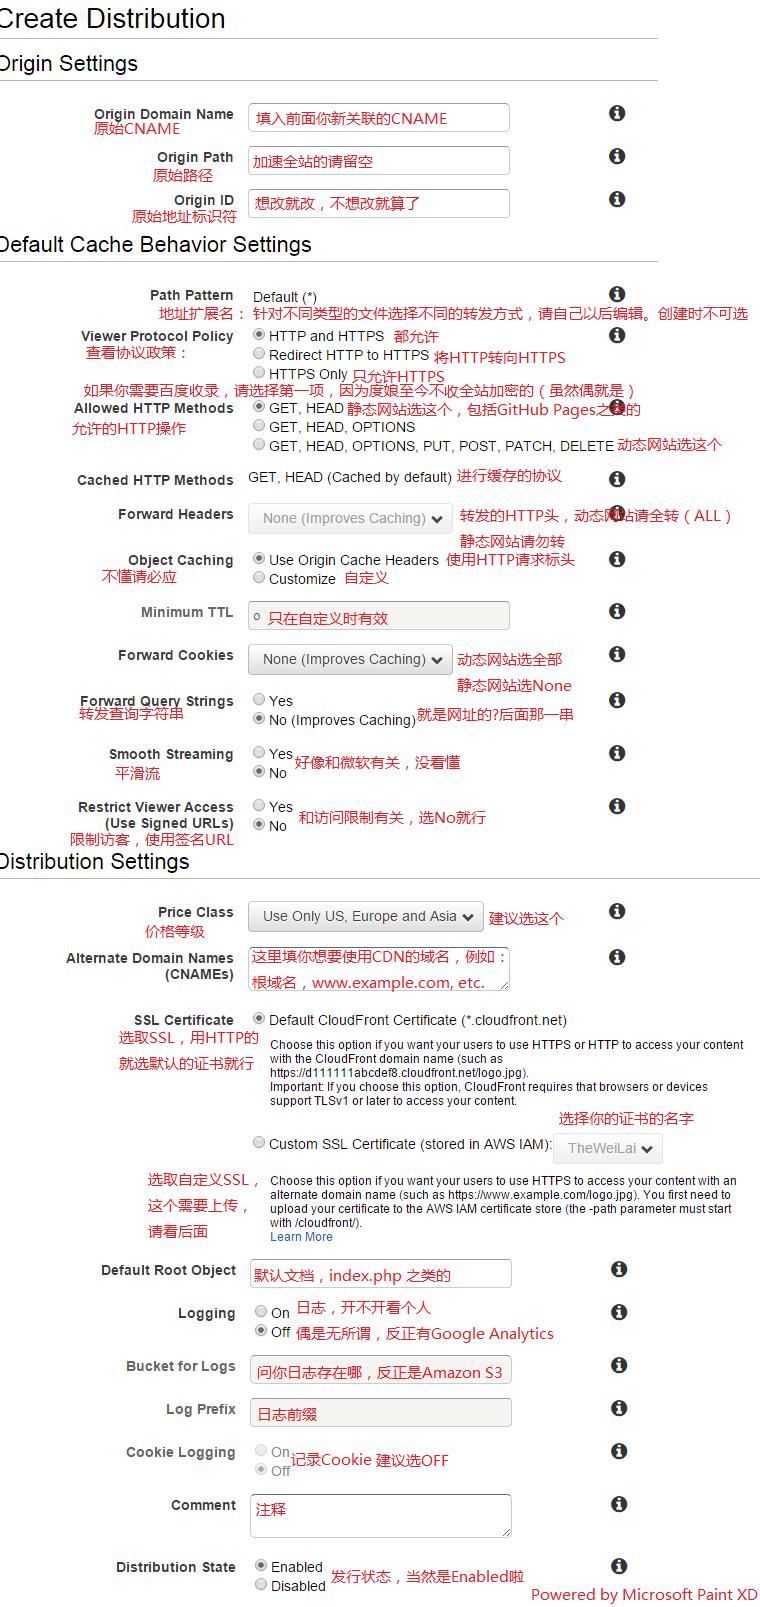 Create Distribution
Origin Settings
Origin Domain Name
填入前面你新关联的CNAME
原始CNAME
Origin Path
加速全站的请留空
原始路径
Origin ID
想改就改，不想改就算了
原始地址标识符
Default Cache Behavior Settings
Path Pattern
Default (*)
地址扩展名： 针对不同类型的文件选择不同的转发方式，请自己以后编辑。创建时不可选
Viewer Protocol Policy
HTTP and HTTPS 都允许
查看协议政策：
Redirect HTTP to HTTPS 将HTTP转向HTTPS
HTTPS Only 只允许HTTPS
如果你需要百度收录，请选择第一项，因为度娘至今不收全站加密的（虽然偶就是）
Allowed HTTP Methods
GET, HEAD 静态网站选这个，包括GitHub Pages之类的
允许的HTTP操作
GET, HEAD, OPTIONS
GET, HEAD, OPTIONS, PUT, POST, PATCH, DELETE 动态网站选这个
Cached HTTP Methods
GET, HEAD (Cached by default) 进行缓存的协议
Forward Headers
None (Improves Caching)
转发的HTTP头，动态网站请全转（ALL）
静态网站请勿转
Object Caching
Use Origin Cache Headers 使用HTTP请求标头
不懂请必应
Customize 自定义
Minimum TTL
0 只在自定义时有效
Forward Cookies
None (Improves Caching)
动态网站选全部
静态网站选None
Forward Query Strings
Yes
转发查询字符串
No (Improves Caching) 就是网址的?后面那一串
Smooth Streaming
Yes
好像和微软有关，没看懂
平滑流
No
Restrict Viewer Access
(Use Signed URLs)
Yes
No
和访问限制有关，选No就行
限制访客，使用签名URL
Distribution Settings
Price Class
Use Only US, Europe and Asia
建议选这个
价格等级
Alternate Domain Names
(CNAMEs)
这里填你想要使用CDN的域名，例如：
根域名，www.example.com, etc.
SSL Certificate
Default CloudFront Certificate (*.cloudfront.net)
选取SSL，用HTTP的
就选默认的证书就行
Choose this option if you want your users to use HTTPS or HTTP to access your content
with the CloudFront domain name (such as
https://d111111abcdef8.cloudfront.net/logo.jpg).
Important: If you choose this option, CloudFront requires that browsers or devices
support TLSv1 or later to access your content.
选择你的证书的名字
Custom SSL Certificate (stored in AWS IAM):
TheWeiLai
选取自定义SSL，
这个需要上传，
请看后面
Choose this option if you want your users to use HTTPS to access your content with an
alternate domain name (such as https://www.example.com/logo.jpg). You first need to
upload your certificate to the AWS IAM certificate store (the -path parameter must start
with /cloudfront/).
Learn More
Default Root Object
默认文档，index.php 之类的
Logging
On 日志，开不开看个人
Off 偶是无所谓，反正有Google Analytics
Bucket for Logs
问你日志存在哪，反正是Amazon S3
Log Prefix
日志前缀
Cookie Logging
On
Off
记录Cookie 建议选OFF
Comment
注释
Distribution State
Enabled
Disabled
发行状态，当然是Enabled啦
Powered by Microsoft Paint XD